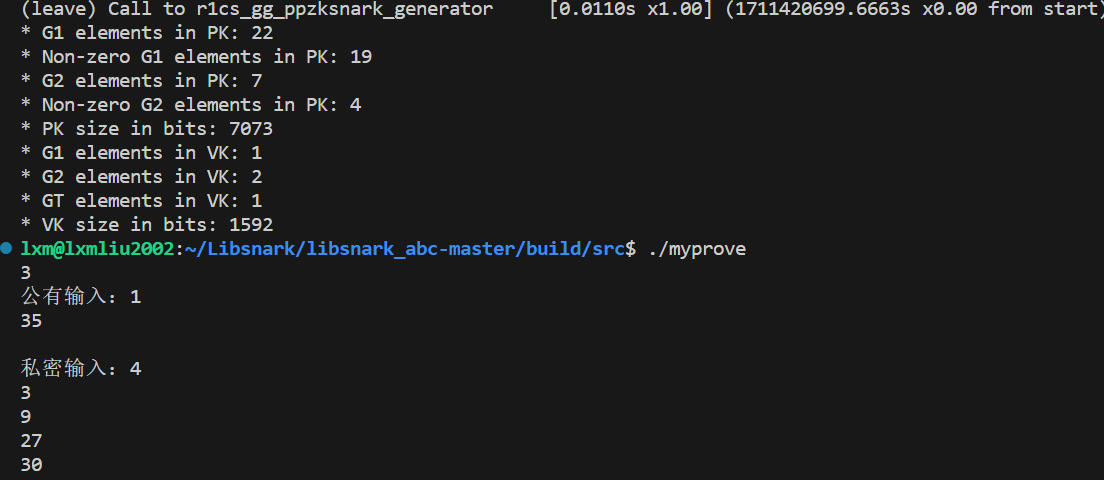 (leave) Call to r1cs_gg_ppzksnark_generator [0.0110s x1.00] (1711420699.6663s x0.00 from start)
* G1 elements in PK: 22
* Non-zero G1 elements in PK: 19
* G2 elements in PK: 7
* Non-zero G2 elements in PK: 4
* PK size in bits: 7073
* G1 elements in VK: 1
* G2 elements in VK: 2
* GT elements in VK: 1
* VK size in bits: 1592
lxm@lxmliu2002:~/Libsnark/libsnark_abc-master/build/src$ ./myprove
3
公有输入：1
35
私密输入：4
3
9
27
30